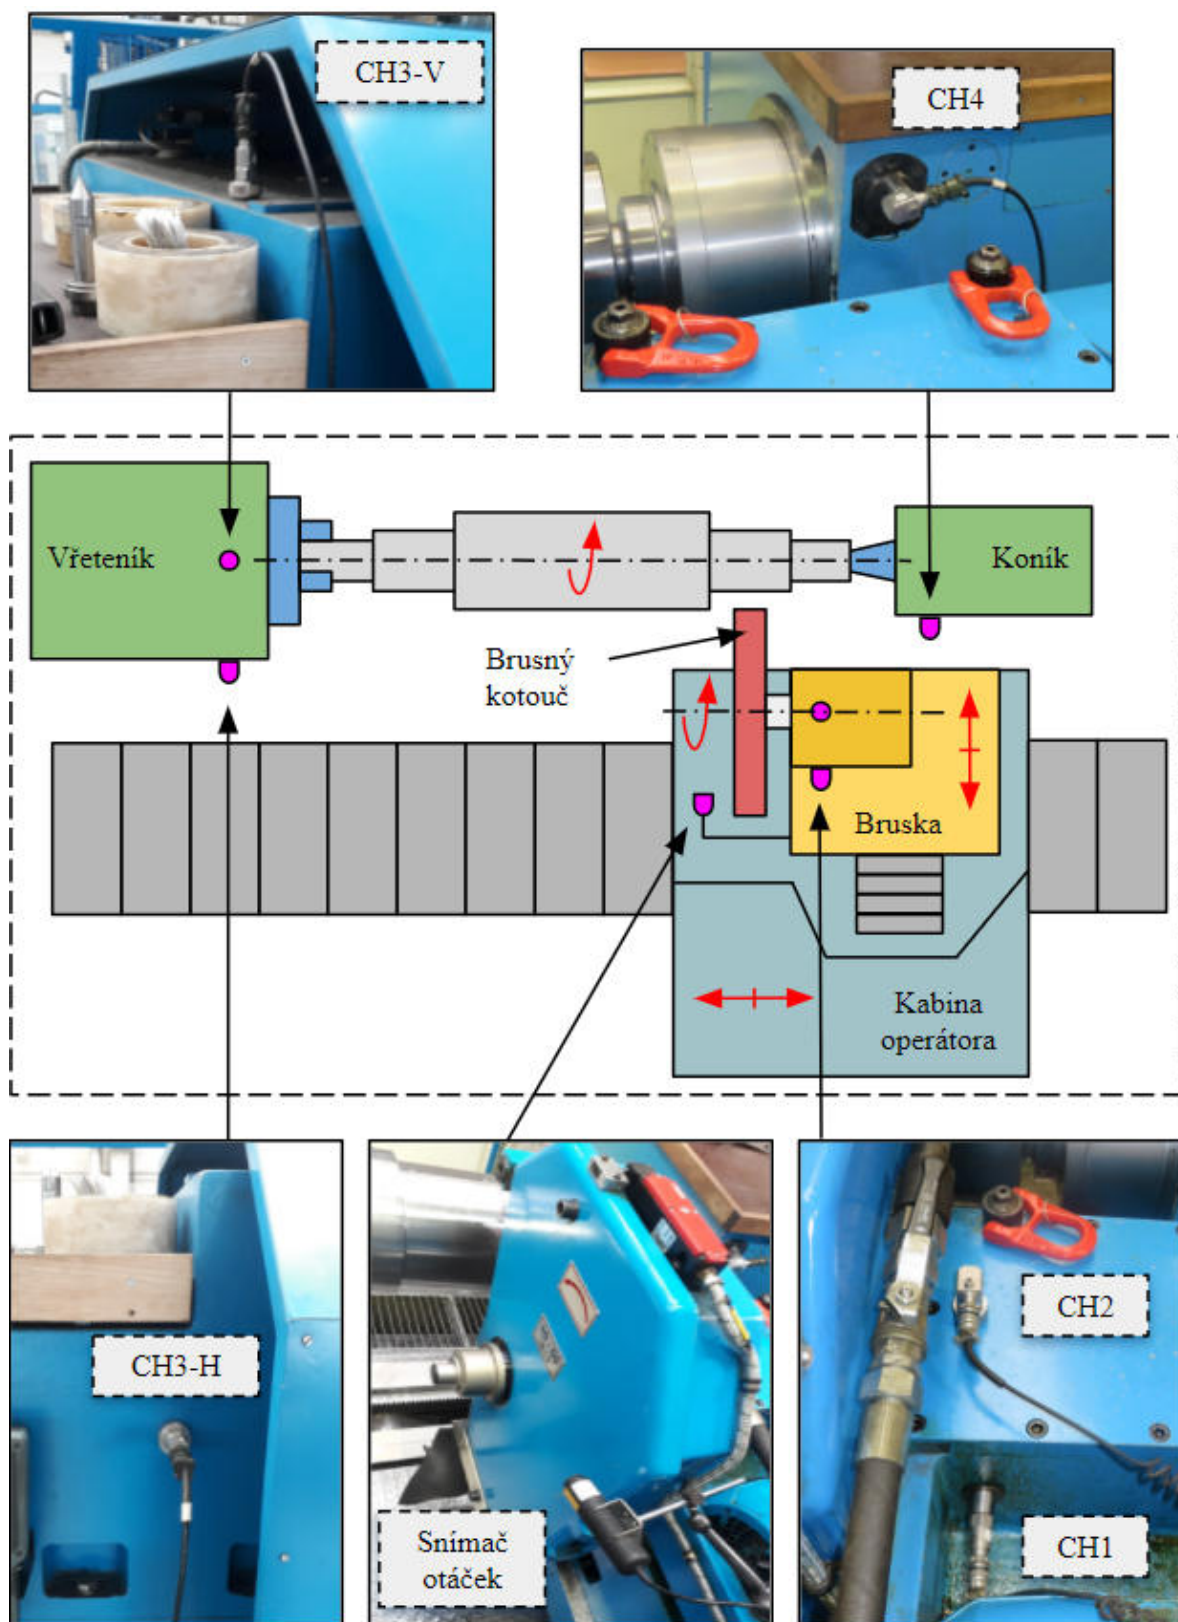 CH3-V
CH4
Vřeteník
Koník
Brusný
kotouč
Bruska
Kabina
operátora
CH3-H
Snímač
otáček
CH2
CH1